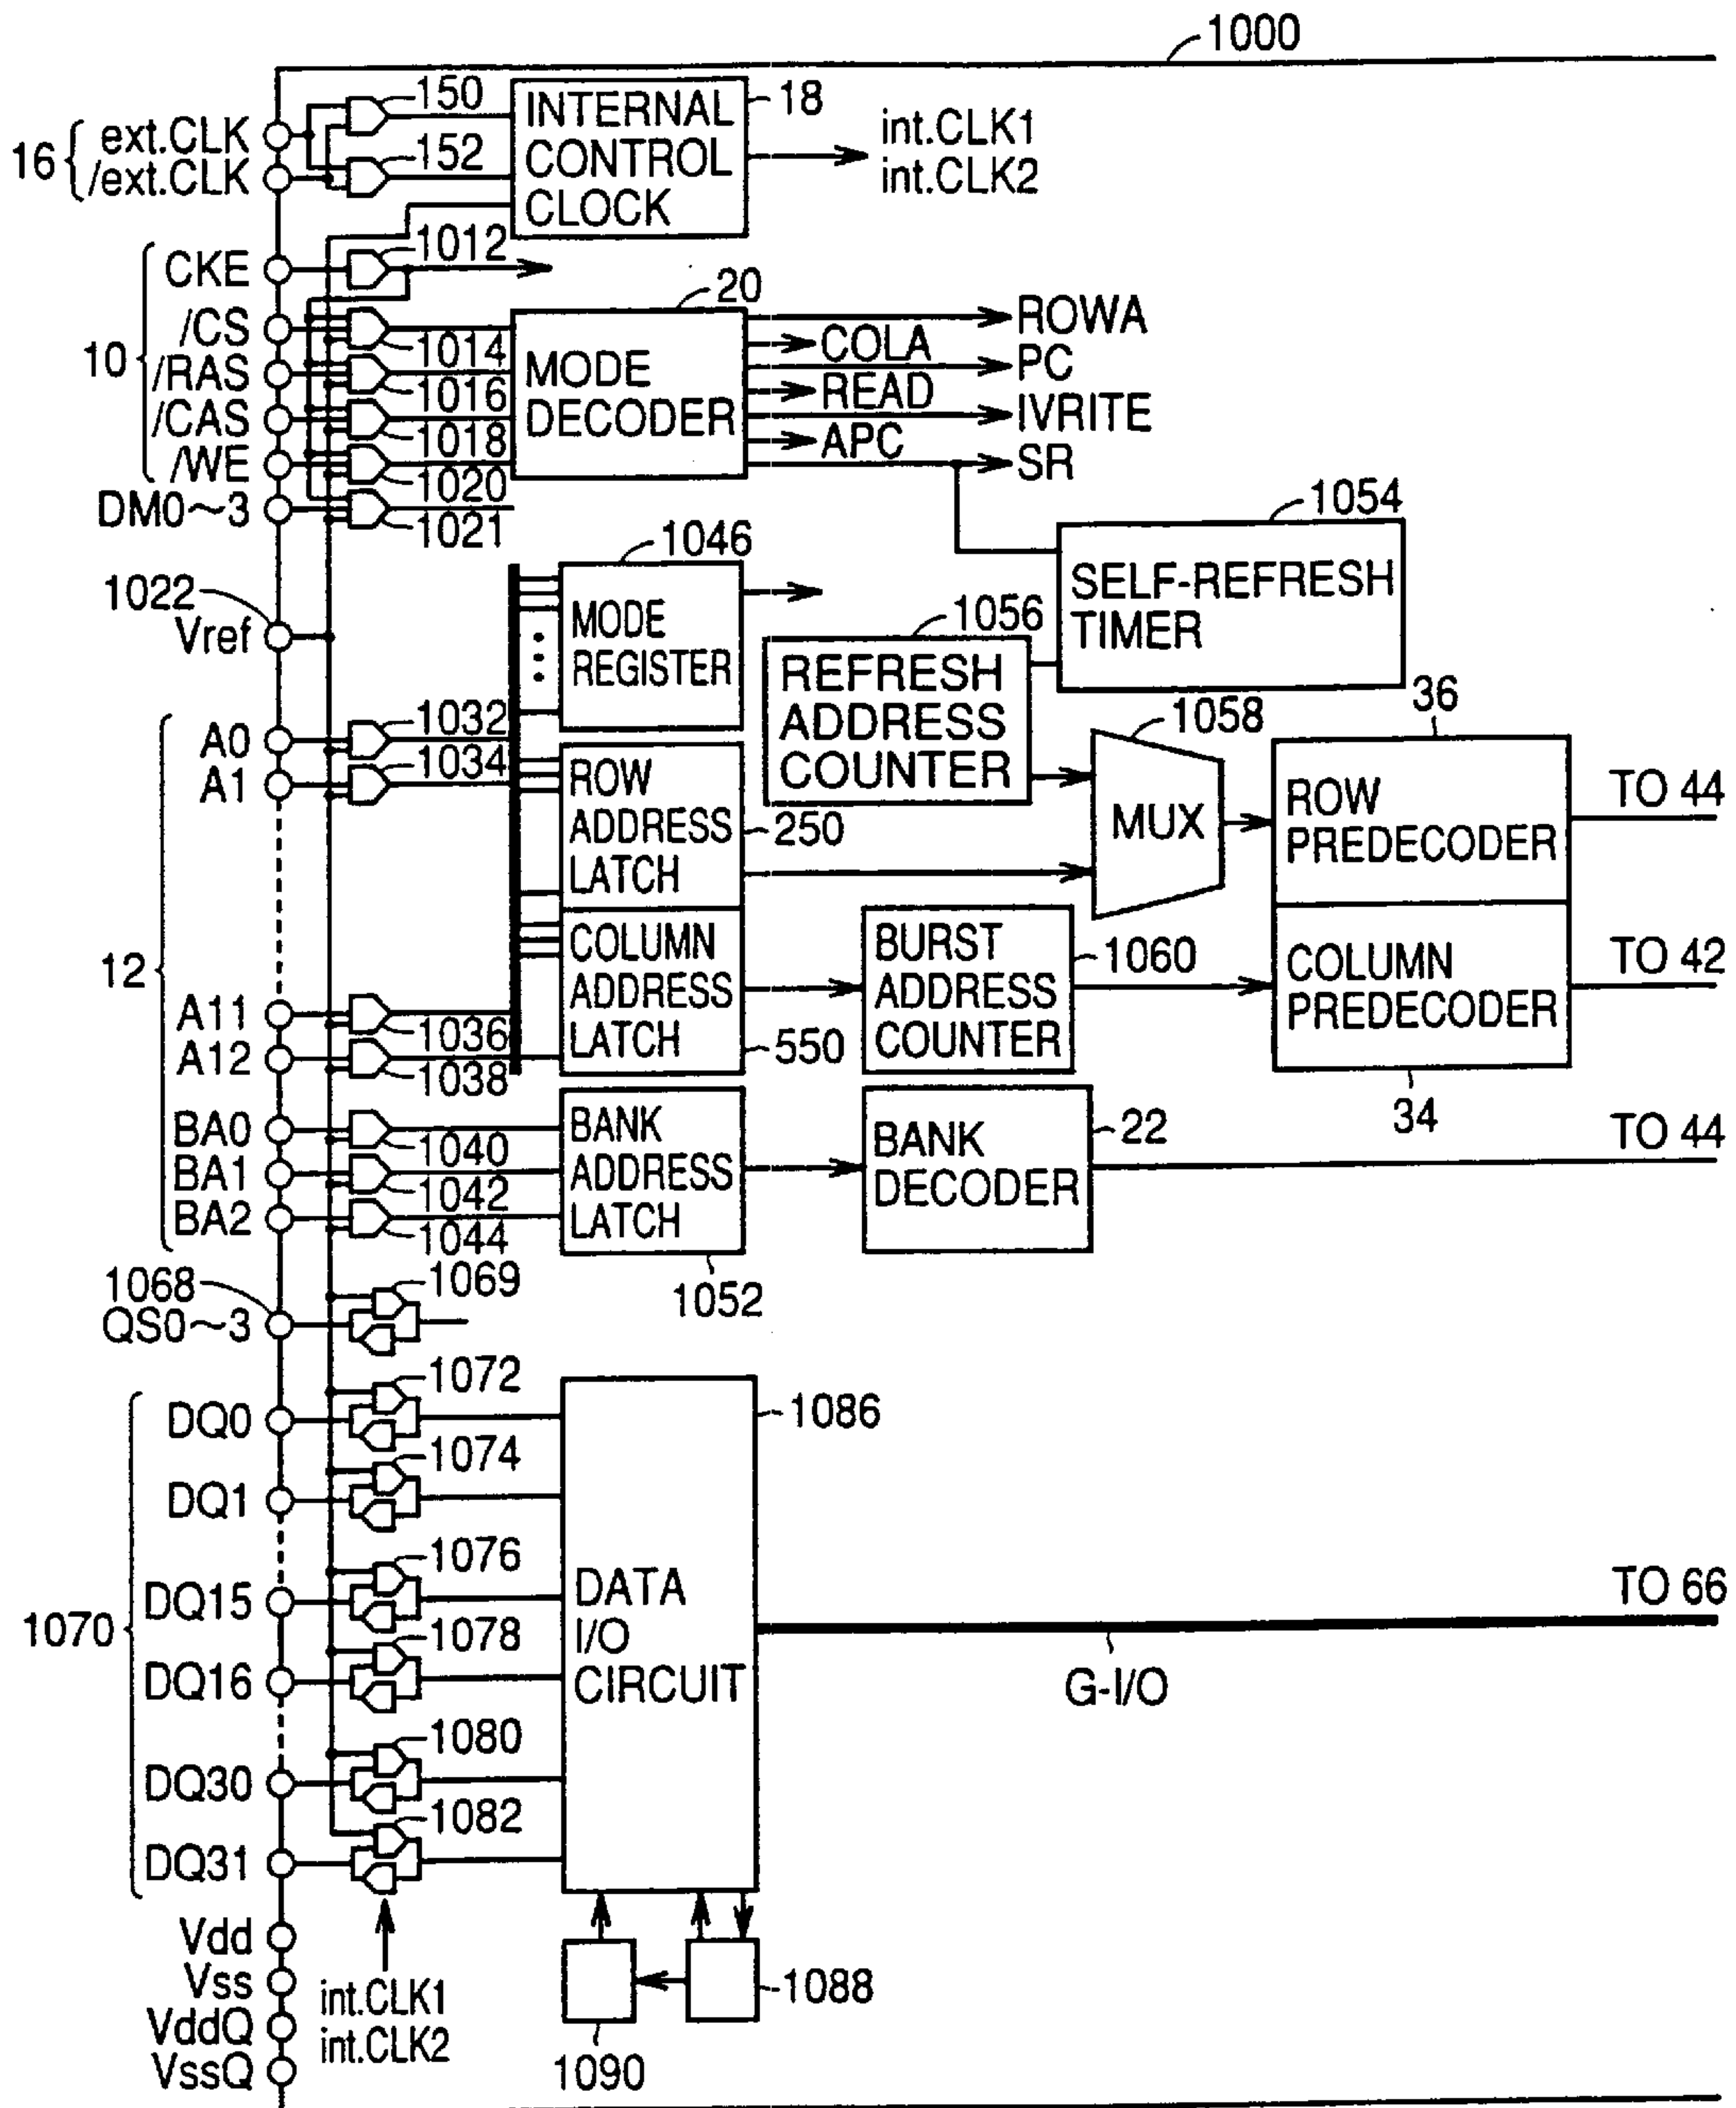 1000
16
ext.CLK
/ext.CLK
150
152
INTERNAL
CONTROL
CLOCK
18
int.CLK1
int.CLK2
10
CKE
/CS
/RAS
/CAS
/WE
DM0~3
1012
1014
1016
1018
1020
1021
MODE
DECODER
20
ROWA
COLA
PC
READ
IVRITE
APC
SR
1054
SELF-REFRESH
TIMER
1022
Vref
1046
MODE
REGISTER
1056
REFRESH
ADDRESS
COUNTER
12
A0
A1
A11
A12
BA0
BA1
BA2
1032
1034
1036
1038
1040
1042
1044
ROW
ADDRESS
LATCH
250
COLUMN
ADDRESS
LATCH
550
1058
MUX
36
ROW
PREDECODER
TO 44
BURST
ADDRESS
COUNTER
1060
COLUMN
PREDECODER
34
TO 42
BANK
ADDRESS
LATCH
1052
BANK
DECODER
22
TO 44
1068
QS0~3
1069
1070
DQ0
DQ1
DQ15
DQ16
DQ30
DQ31
1072
1074
1076
1078
1080
1082
DATA
I/O
CIRCUIT
1086
TO 66
G-I/O
Vdd
Vss
VddQ
VssQ
int.CLK1
int.CLK2
1090
1088